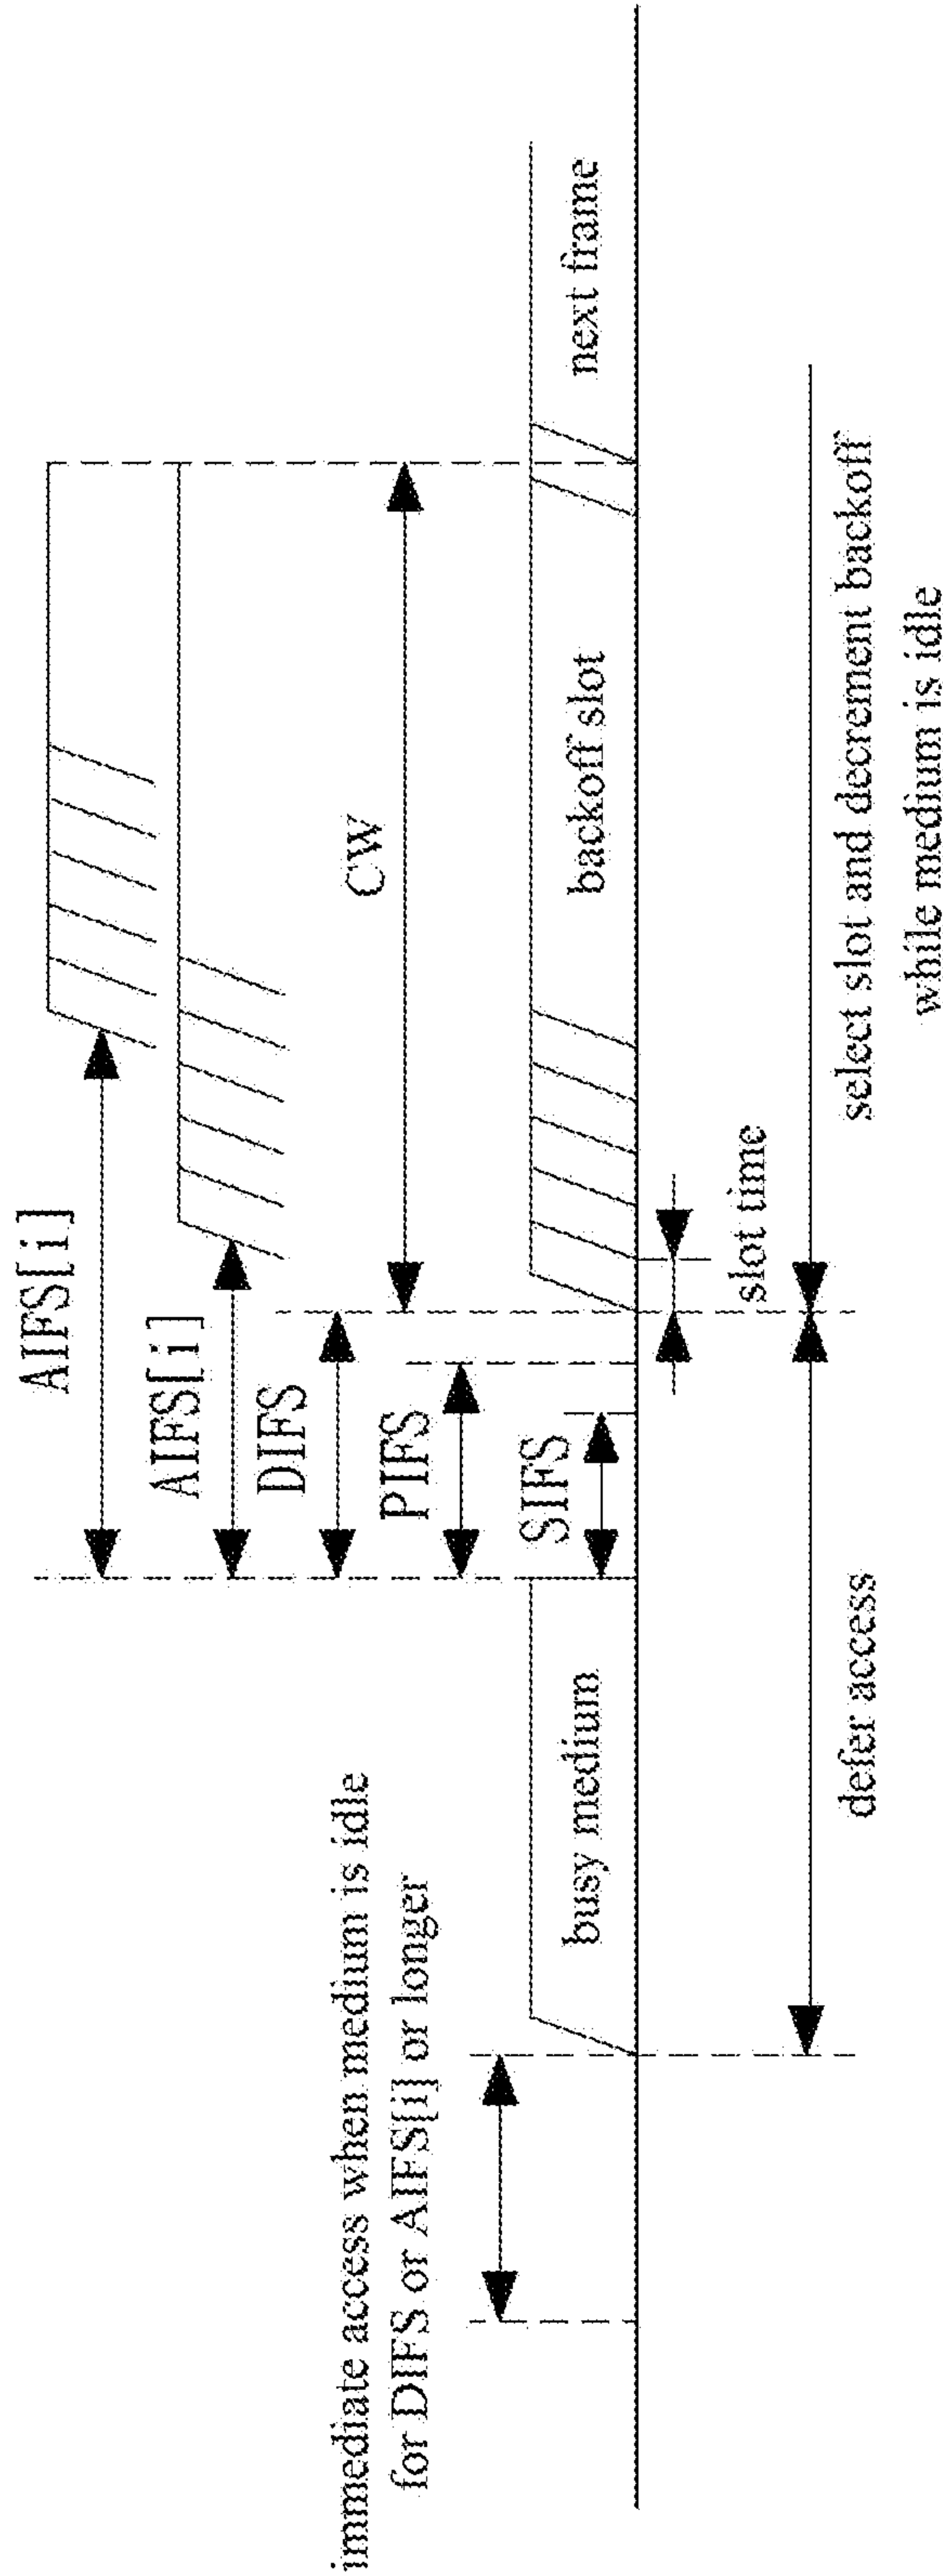 immediate access when medium is idle
for DIFS or AIFS[i] or longer
AIFS[i]
AIFS[i]
DIFS
PIFS
SIFS
CW
busy medium
backoff slot
next frame
slot time
defer access
select slot and decrement backoff
while medium is idle